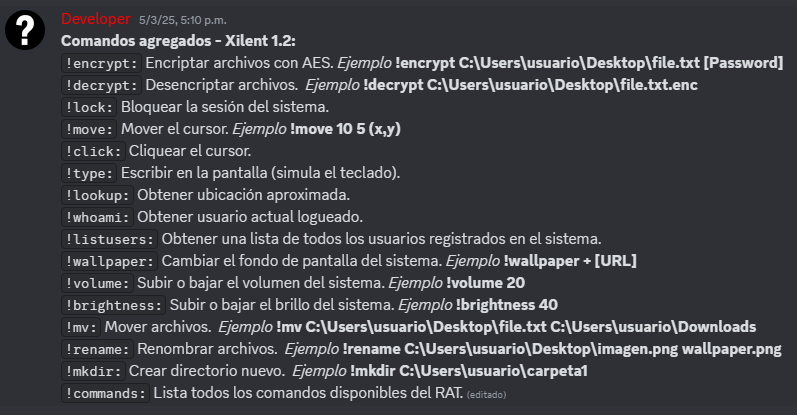 ?
Developer 5/3/25, 5:10 p.m.
Comandos agregados - Xilent 1.2:
!encrypt: Encriptar archivos con AES. Ejemplo !encrypt C:\Users\usuario\Desktop\file.txt [Password]
!decrypt: Desencriptar archivos. Ejemplo !decrypt C:\Users\usuario\Desktop\file.txt.enc
!lock: Bloquear la sesión del sistema.
!move: Mover el cursor. Ejemplo !move 10 5 (x,y)
!click: Cliquear el cursor.
!type: Escribir en la pantalla (simula el teclado).
!lookup: Obtener ubicación aproximada.
!whoami: Obtener usuario actual logueado.
!listusers: Obtener una lista de todos los usuarios registrados en el sistema.
!wallpaper: Cambiar el fondo de pantalla del sistema. Ejemplo !wallpaper + [URL]
!volume: Subir o bajar el volumen del sistema. Ejemplo !volume 20
!brightness: Subir o bajar el brillo del sistema. Ejemplo !brightness 40
!mv: Mover archivos. Ejemplo !mv C:\Users\usuario\Desktop\file.txt C:\Users\usuario\Downloads
!rename: Renombrar archivos. Ejemplo !rename C:\Users\usuario\Desktop\imagen.png wallpaper.png
!mkdir: Crear directorio nuevo. Ejemplo !mkdir C:\Users\usuario\carpeta1
!commands: Lista todos los comandos disponibles del RAT. (editado)